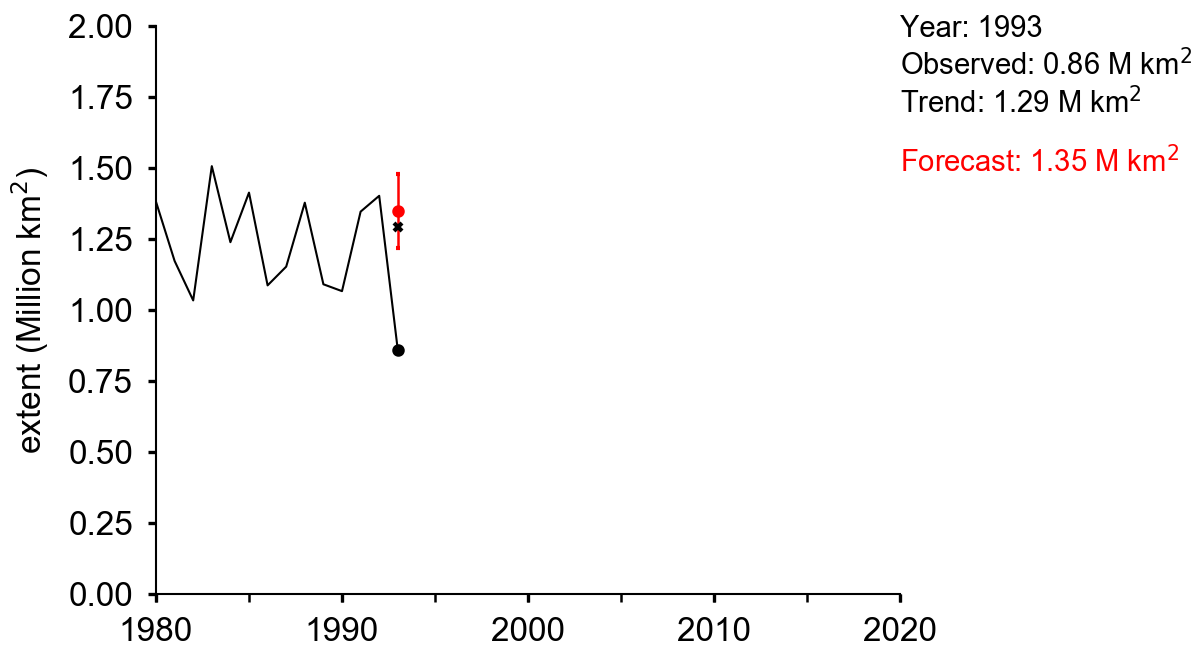 2.00
1.75
1.50
1.25
1.00
0.75
0.50
0.25
0.00
extent (Million km²)
1980 1990 2000 2010 2020
Year: 1993
Observed: 0.86 M km²
Trend: 1.29 M km²
Forecast: 1.35 M km²